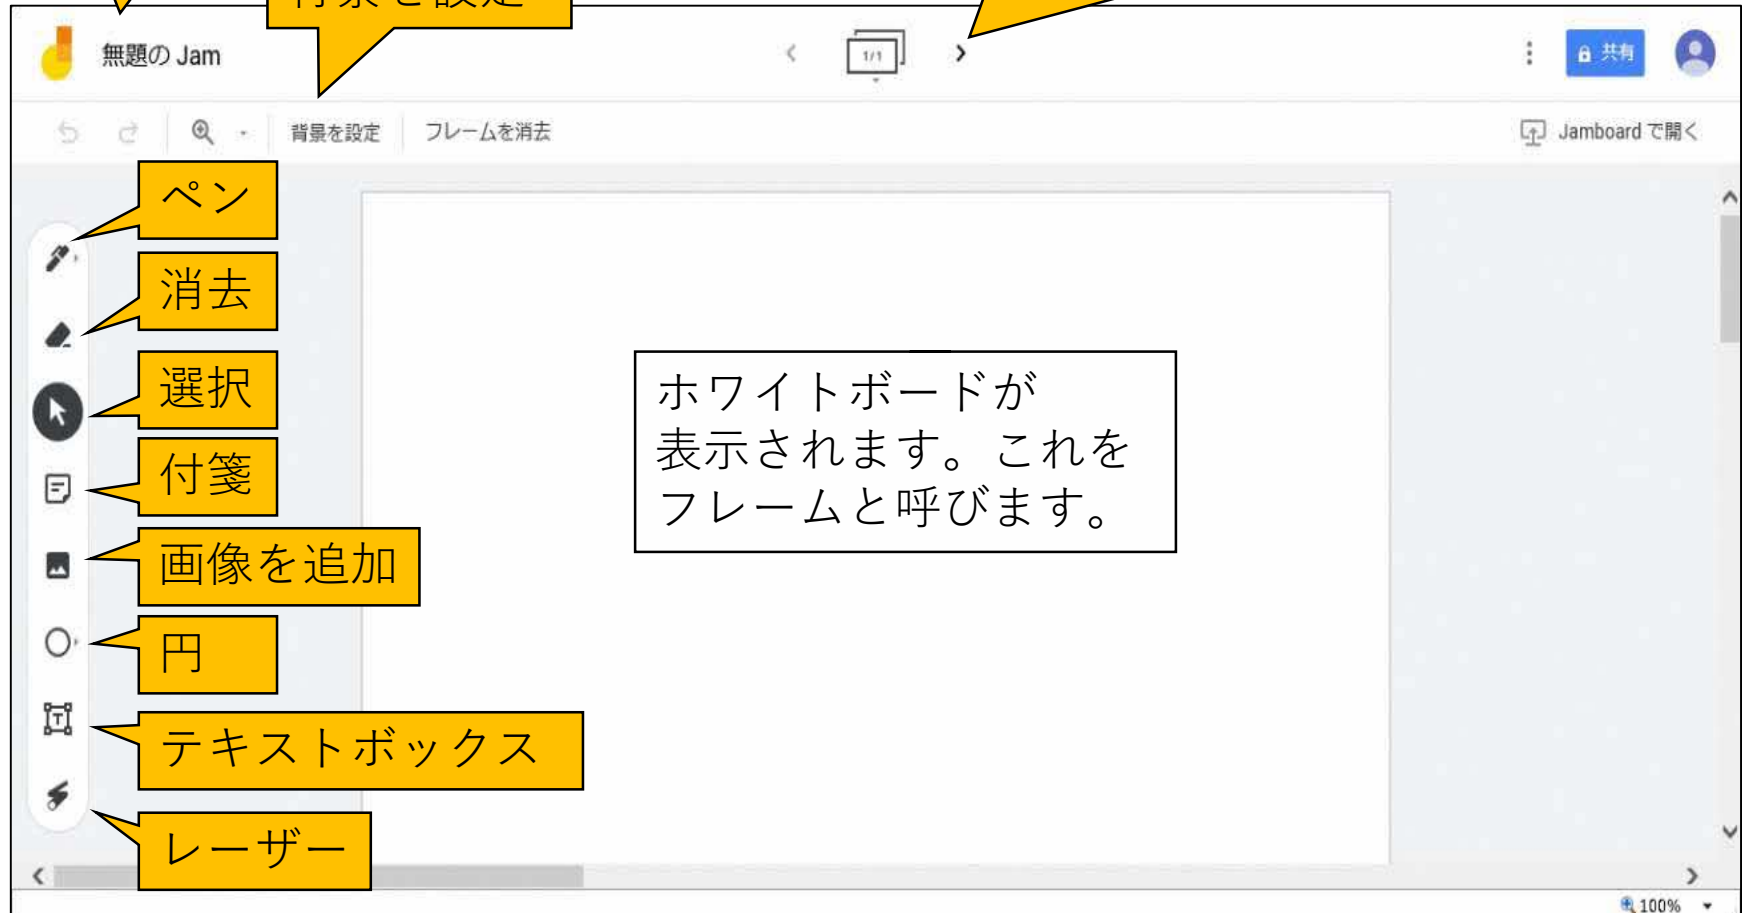 背景を設定
無題の Jam
1/1
共有
背景を設定
フレームを消去
Jamboard で開く
ペン
消去
選択
付箋
画像を追加
円
テキストボックス
レーザー
ホワイトボードが
表示されます。これを
フレームと呼びます。
100%